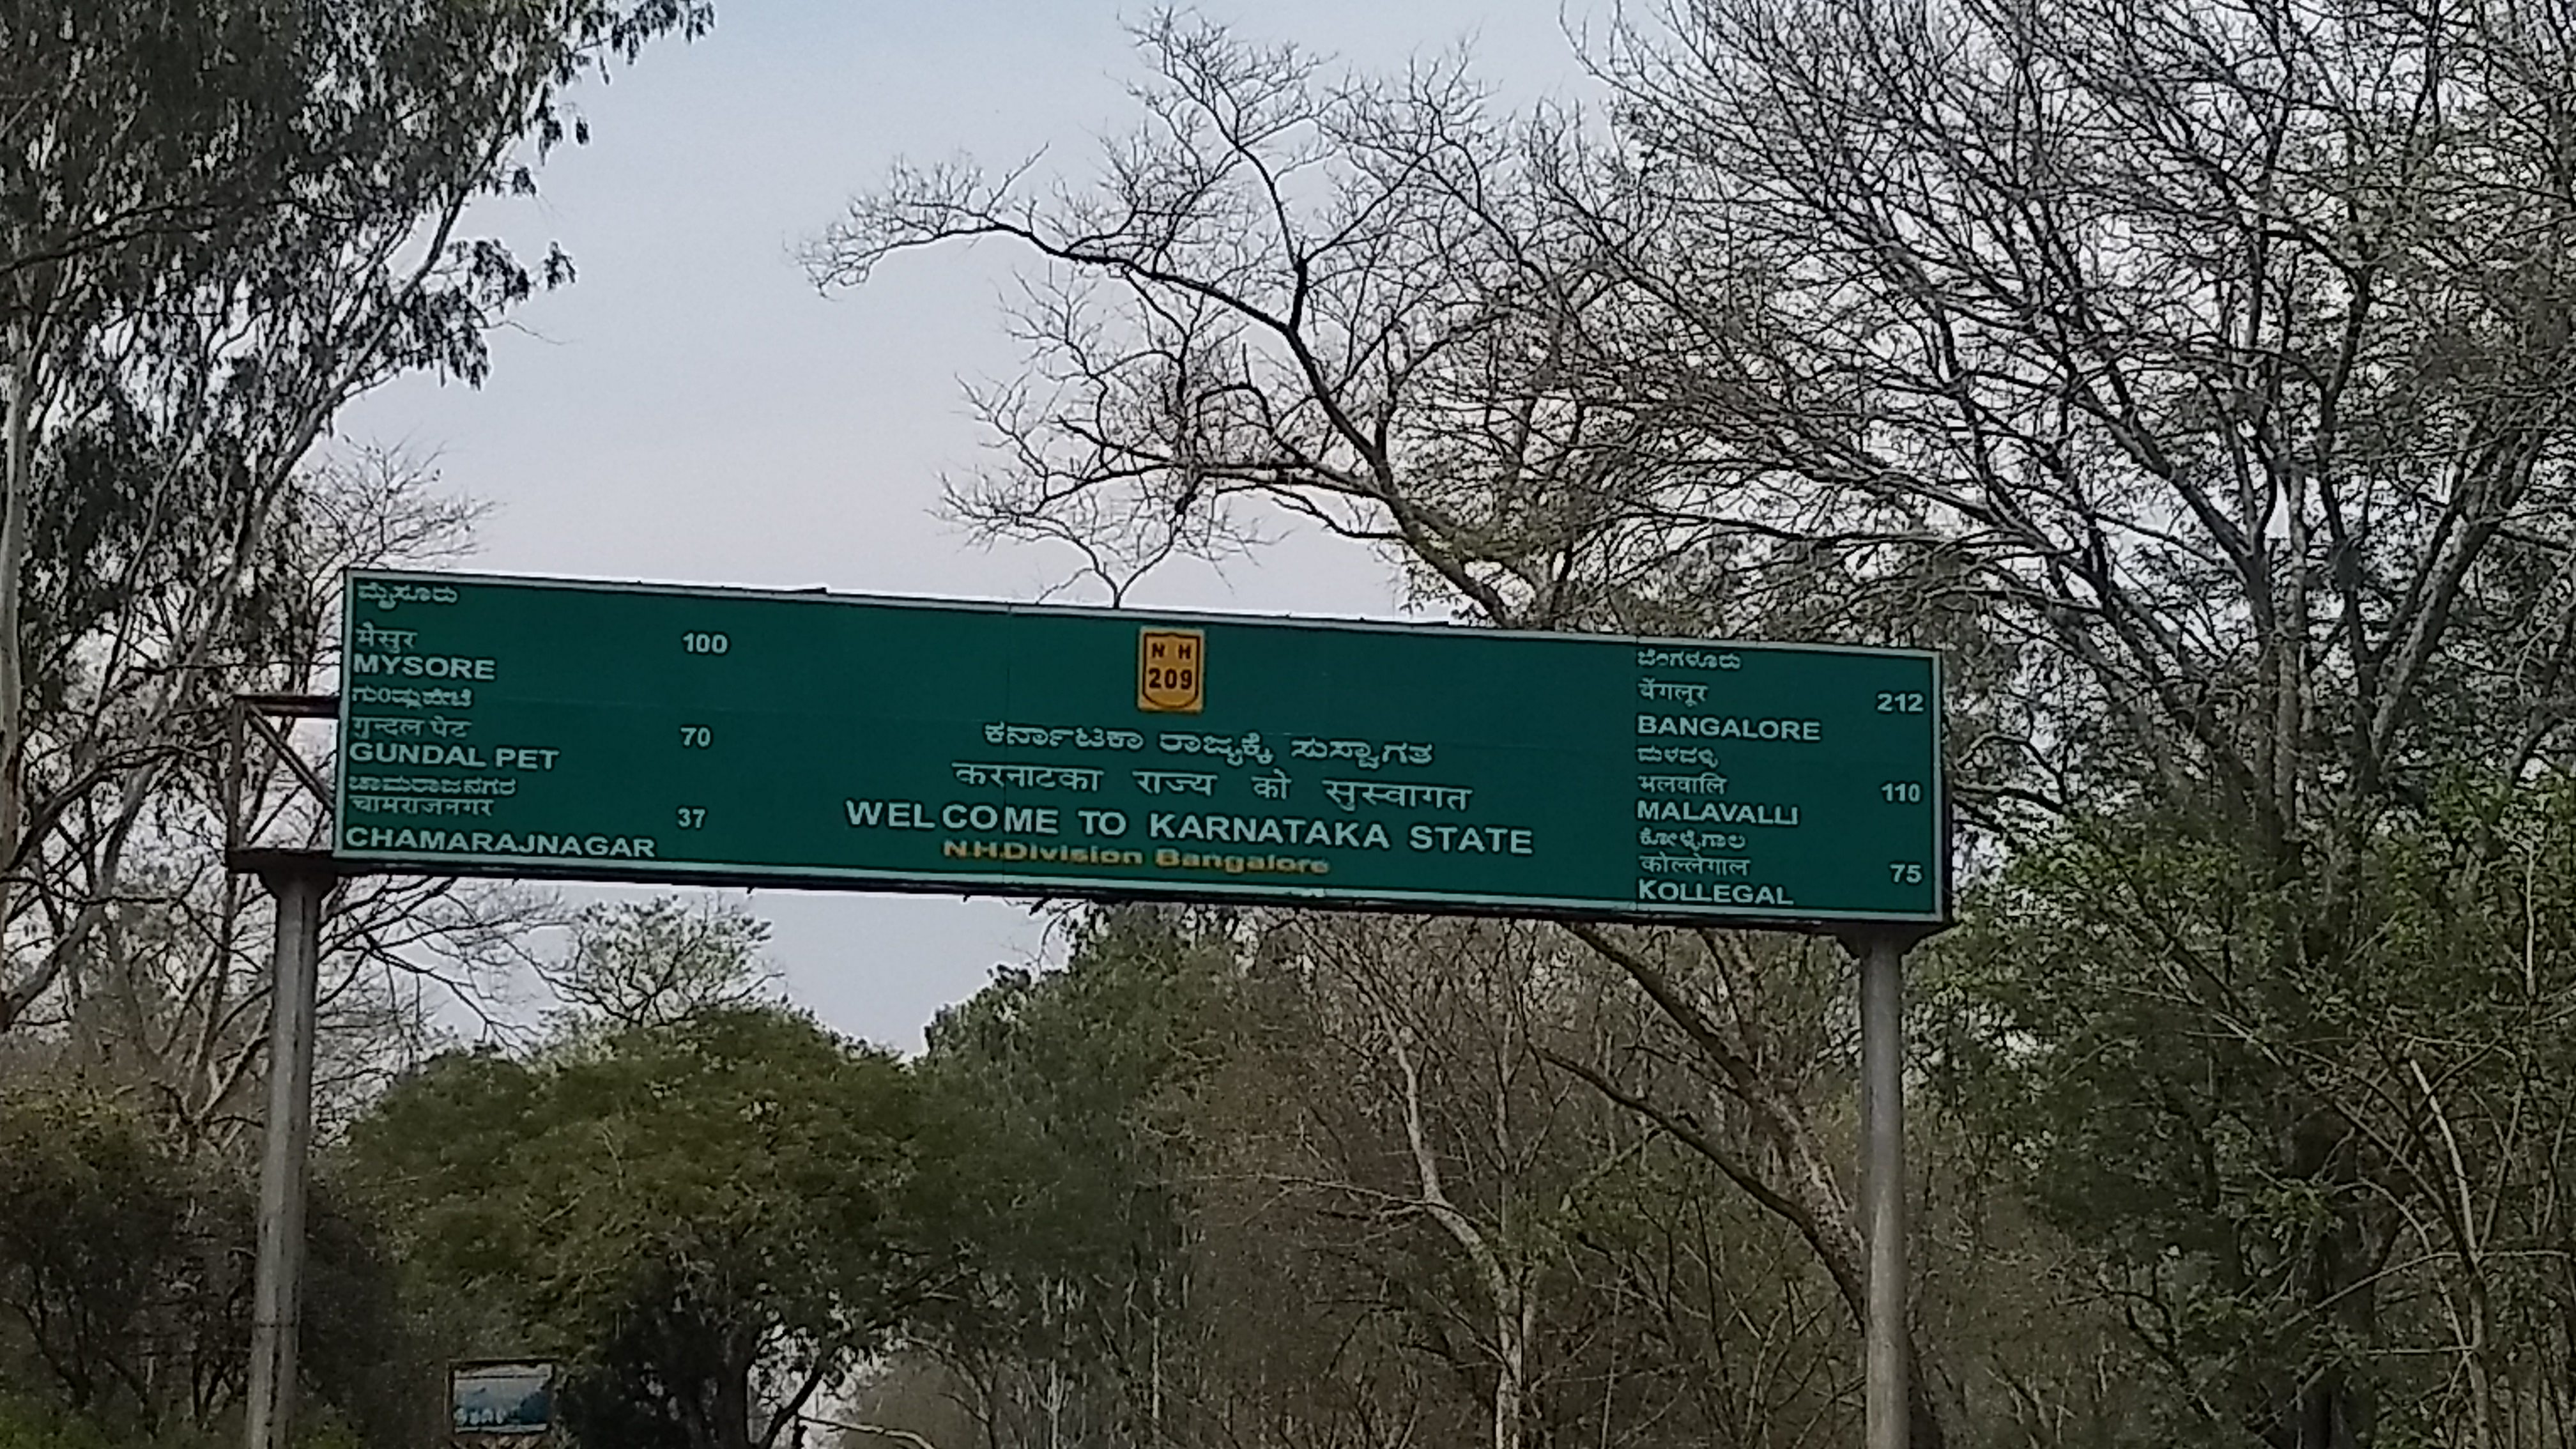 ಮೈಸೂರು
मैसुर 100
MYSORE
ಗುಂಡ್ಲುಪೇಟೆ
गुन्दल पेट 70
GUNDAL PET
ಚಾಮರಾಜನಗರ
चामराजनगर 37
CHAMARAJNAGAR
N H
209
ಕರ್ನಾಟಕಾ ರಾಜ್ಯಕ್ಕೆ ಸುಸ್ವಾಗತ
करनाटका राज्य को सुस्वागत
WELCOME TO KARNATAKA STATE
N.H.Division Bangalore
ಬೆಂಗಳೂರು
बेंगलूर 212
BANGALORE
ಮಳವಳ್ಳಿ
मलवालि 110
MALAVALLI
ಕೋಳ್ಳೆಗಾಲ
कोल्लेगाल 75
KOLLEGAL